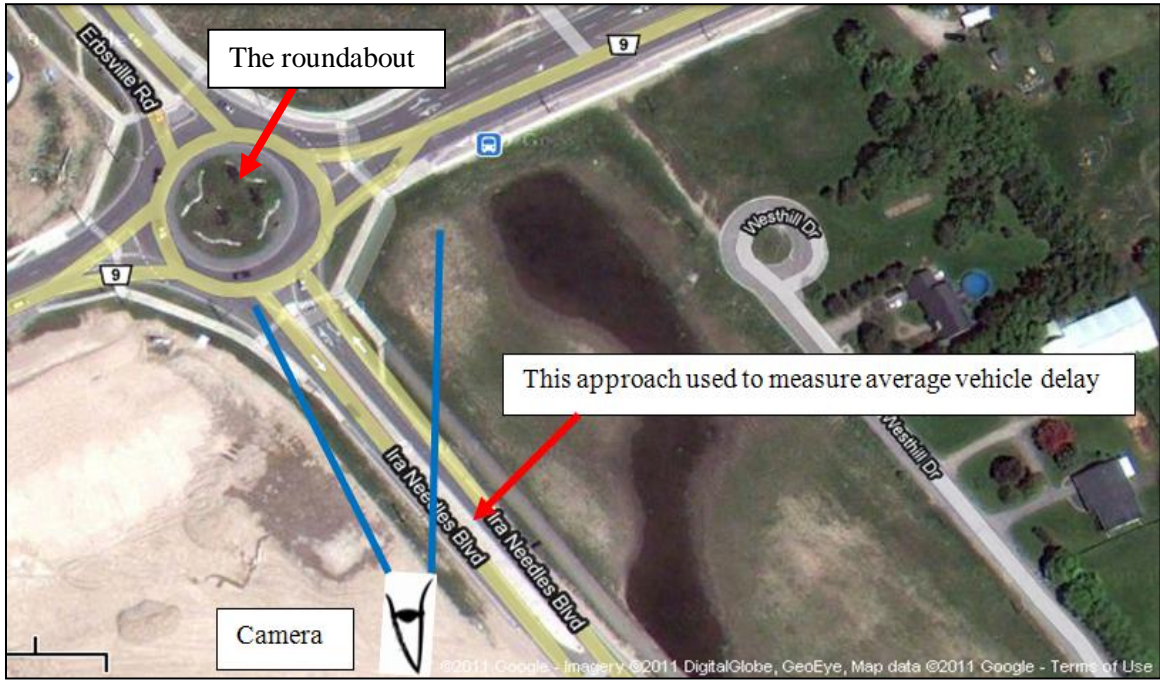 The roundabout
Erbsville Rd
9
Westhill Dr
9
This approach used to measure average vehicle delay
Westhill Dr
Ira Needles Blvd
Ira Needles Blvd
Camera
©2011 Google - Imagery ©2011 DigitalGlobe, GeoEye, Map data ©2011 Google - Terms of Use